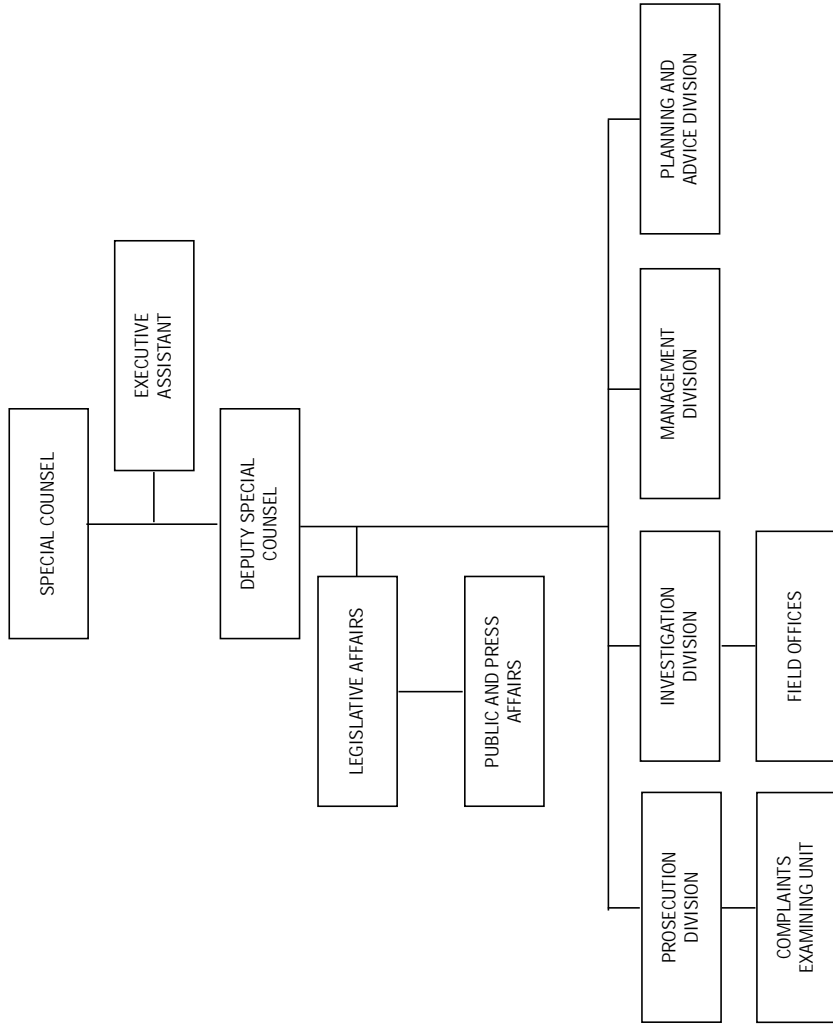 SPECIAL COUNSEL
EXECUTIVE
ASSISTANT
DEPUTY SPECIAL
COUNSEL
LEGISLATIVE AFFAIRS
PUBLIC AND PRESS
AFFAIRS
PROSECUTION
DIVISION
INVESTIGATION
DIVISION
MANAGEMENT
DIVISION
PLANNING AND
ADVICE DIVISION
COMPLAINTS
EXAMINING UNIT
FIELD OFFICES